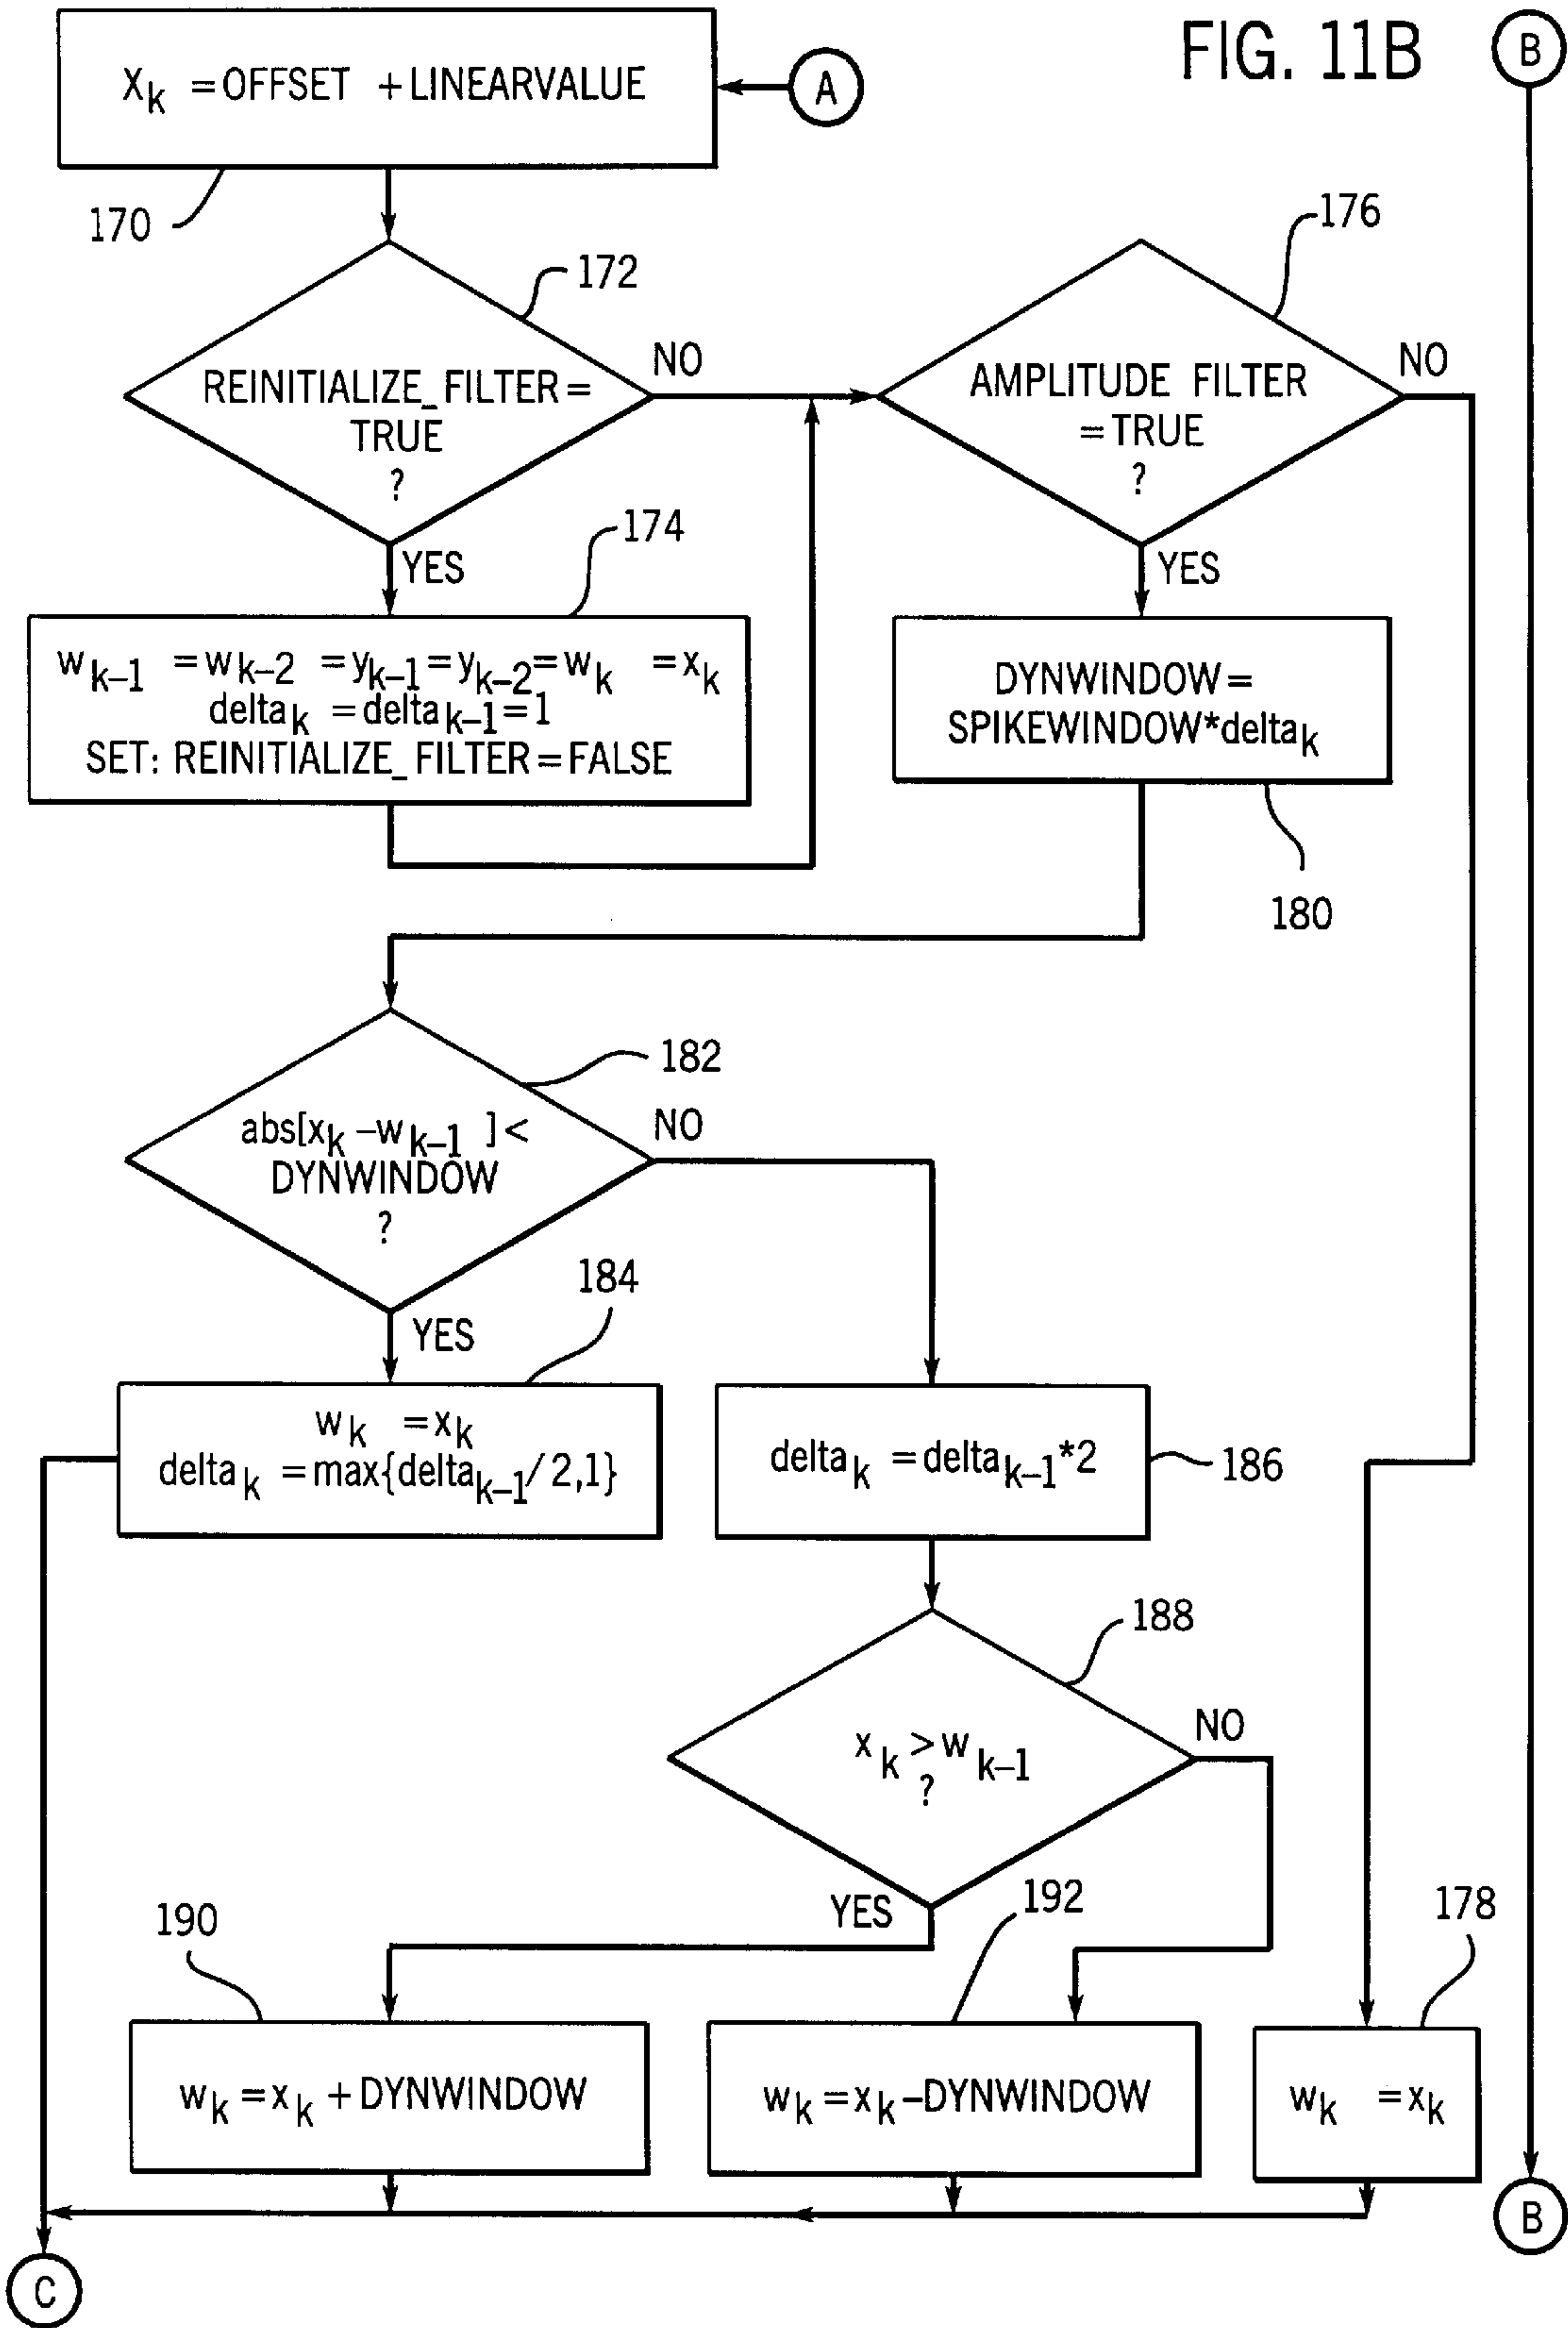 FIG. 11B
B
X_k = OFFSET + LINEARVALUE
A
170
172
REINITIALIZE_FILTER =
TRUE
?
NO
YES
176
AMPLITUDE FILTER
= TRUE
?
NO
YES
174
w_k–1 = w_k–2 = y_k–1 = y_k–2 = w_k = x_k
delta_k = delta_k–1 = 1
SET: REINITIALIZE_FILTER = FALSE
DYNWINDOW =
SPIKEWINDOW*delta_k
180
182
abs[x_k – w_k–1 ] <
DYNWINDOW
?
NO
YES
184
w_k = x_k
delta_k = max{delta_k–1/2,1}
delta_k = delta_k–1*2
186
188
x_k > w_k–1
?
NO
YES
190
192
178
w_k = x_k + DYNWINDOW
w_k = x_k – DYNWINDOW
w_k = x_k
B
C